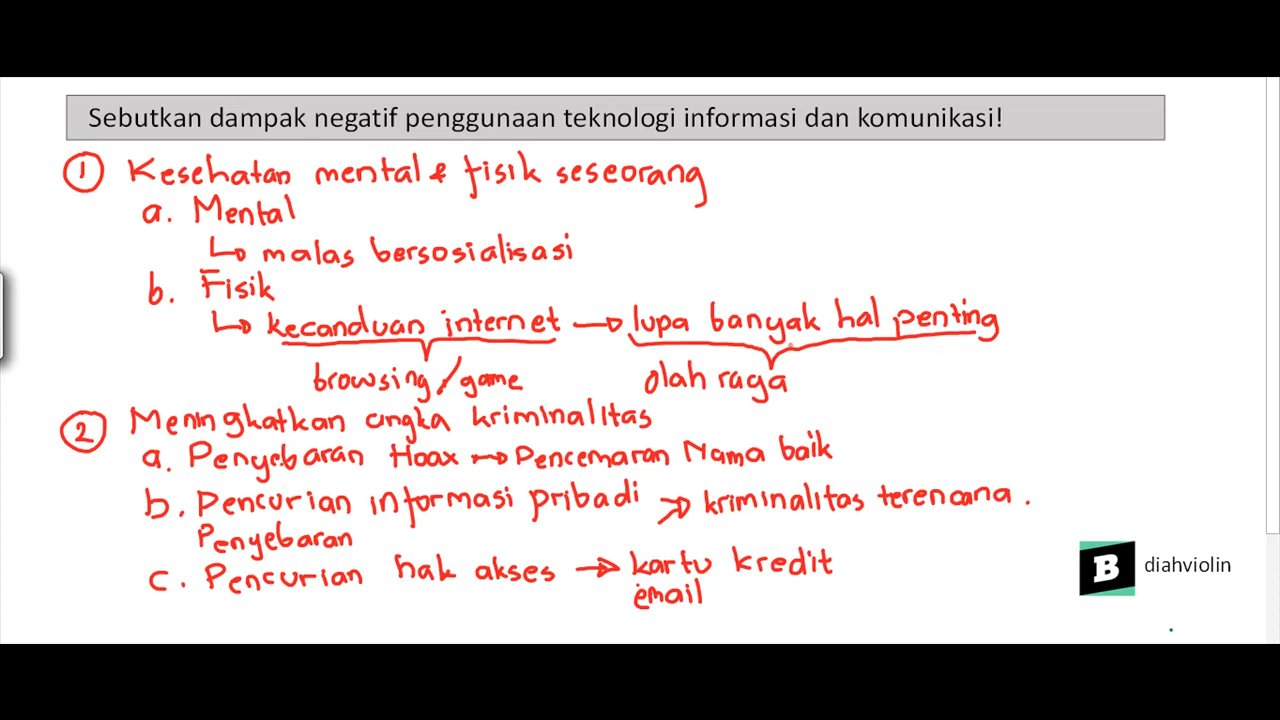 Sebutkan dampak negatif penggunaan teknologi informasi dan komunikasi!
① Kesehatan mental & fisik seseorang
a. Mental
↳ malas bersosialisasi
b. Fisik
↳ kecanduan internet → lupa banyak hal penting
browsing/game olah raga
② Meningkatkan angka kriminalitas
a. Penyebaran Hoax → Pencemaran Nama baik
b. Pencurian informasi pribadi → kriminalitas terencana.
Penyebaran
c. Pencurian hak akses → kartu kredit
email
B diahviolin